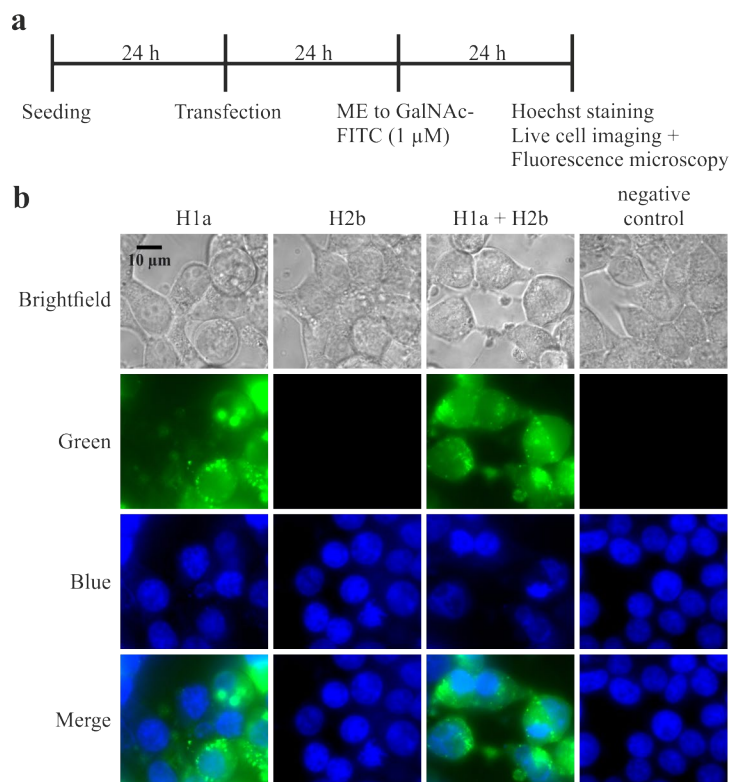 a
24 h 24 h 24 h
Seeding
Transfection
ME to GalNAc-
FITC (1 µM)
Hoechst staining
Live cell imaging +
Fluorescence microscopy
b
H1a
H2b
H1a + H2b
negative
control
10 µm
Brightfield
Green
Blue
Merge